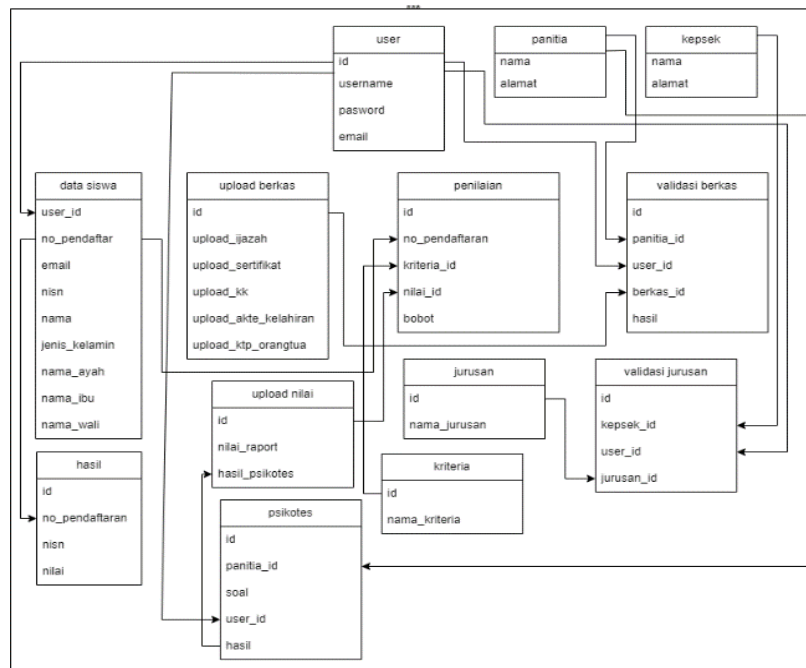 user
id
username
pasword
email
panitia
nama
alamat
kepsek
nama
alamat
data siswa
user_id
no_pendaftar
email
nisn
nama
jenis_kelamin
nama_ayah
nama_ibu
nama_wali
upload berkas
id
upload_ijazah
upload_sertifikat
upload_kk
upload_akte_kelahiran
upload_ktp_orangtua
penilaian
id
no_pendaftaran
kriteria_id
nilai_id
bobot
validasi berkas
id
panitia_id
user_id
berkas_id
hasil
upload nilai
id
nilai_raport
hasil_psikotes
jurusan
id
nama_jurusan
validasi jurusan
id
kepsek_id
user_id
jurusan_id
hasil
id
no_pendaftaran
nisn
nilai
kriteria
id
nama_kriteria
psikotes
id
panitia_id
soal
user_id
hasil